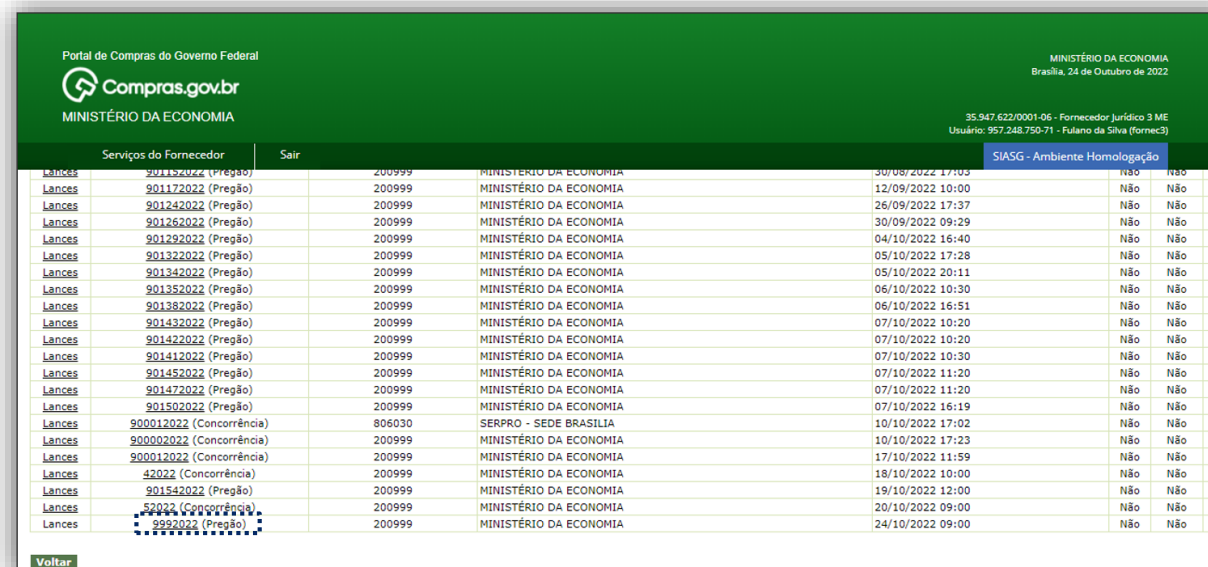 Portal de Compras do Governo Federal
MINISTÉRIO DA ECONOMIA
Brasília, 24 de Outubro de 2022
Compras.gov.br
MINISTÉRIO DA ECONOMIA
35.947.622/0001-06 - Fornecedor Jurídico 3 ME
Usuário: 957.248.750-71 - Fulano da Silva (fornec3)
Serviços do Fornecedor Sair SIASG - Ambiente Homologação
Lances 901152022 (Pregão) 200999 MINISTÉRIO DA ECONOMIA 30/08/2022 17:03 Não Não
Lances 901172022 (Pregão) 200999 MINISTÉRIO DA ECONOMIA 12/09/2022 10:00 Não Não
Lances 901242022 (Pregão) 200999 MINISTÉRIO DA ECONOMIA 26/09/2022 17:37 Não Não
Lances 901262022 (Pregão) 200999 MINISTÉRIO DA ECONOMIA 30/09/2022 09:29 Não Não
Lances 901292022 (Pregão) 200999 MINISTÉRIO DA ECONOMIA 04/10/2022 16:40 Não Não
Lances 901322022 (Pregão) 200999 MINISTÉRIO DA ECONOMIA 05/10/2022 17:28 Não Não
Lances 901342022 (Pregão) 200999 MINISTÉRIO DA ECONOMIA 05/10/2022 20:11 Não Não
Lances 901352022 (Pregão) 200999 MINISTÉRIO DA ECONOMIA 06/10/2022 10:30 Não Não
Lances 901382022 (Pregão) 200999 MINISTÉRIO DA ECONOMIA 06/10/2022 16:51 Não Não
Lances 901432022 (Pregão) 200999 MINISTÉRIO DA ECONOMIA 07/10/2022 10:20 Não Não
Lances 901422022 (Pregão) 200999 MINISTÉRIO DA ECONOMIA 07/10/2022 10:20 Não Não
Lances 901412022 (Pregão) 200999 MINISTÉRIO DA ECONOMIA 07/10/2022 10:30 Não Não
Lances 901452022 (Pregão) 200999 MINISTÉRIO DA ECONOMIA 07/10/2022 11:20 Não Não
Lances 901472022 (Pregão) 200999 MINISTÉRIO DA ECONOMIA 07/10/2022 11:20 Não Não
Lances 901502022 (Pregão) 200999 MINISTÉRIO DA ECONOMIA 07/10/2022 16:19 Não Não
Lances 900012022 (Concorrência) 806030 SERPRO - SEDE BRASILIA 10/10/2022 17:02 Não Não
Lances 900002022 (Concorrência) 200999 MINISTÉRIO DA ECONOMIA 10/10/2022 17:23 Não Não
Lances 900012022 (Concorrência) 200999 MINISTÉRIO DA ECONOMIA 17/10/2022 11:59 Não Não
Lances 42022 (Concorrência) 200999 MINISTÉRIO DA ECONOMIA 18/10/2022 10:00 Não Não
Lances 901542022 (Pregão) 200999 MINISTÉRIO DA ECONOMIA 19/10/2022 12:00 Não Não
Lances 52022 (Concorrência) 200999 MINISTÉRIO DA ECONOMIA 20/10/2022 09:00 Não Não
Lances 9992022 (Pregão) 200999 MINISTÉRIO DA ECONOMIA 24/10/2022 09:00 Não Não
Voltar